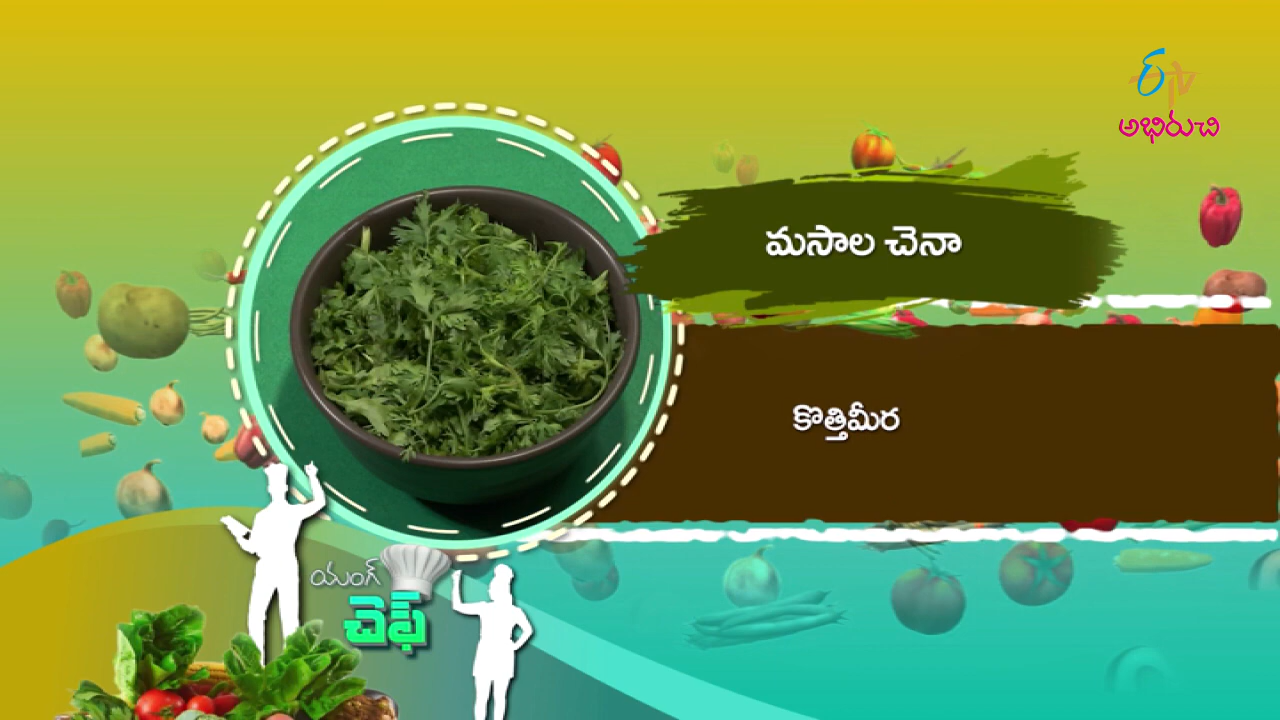 ETV
అభిరుచి
మసాల చెనా
కొత్తిమీర
యంగ్
చెఫ్